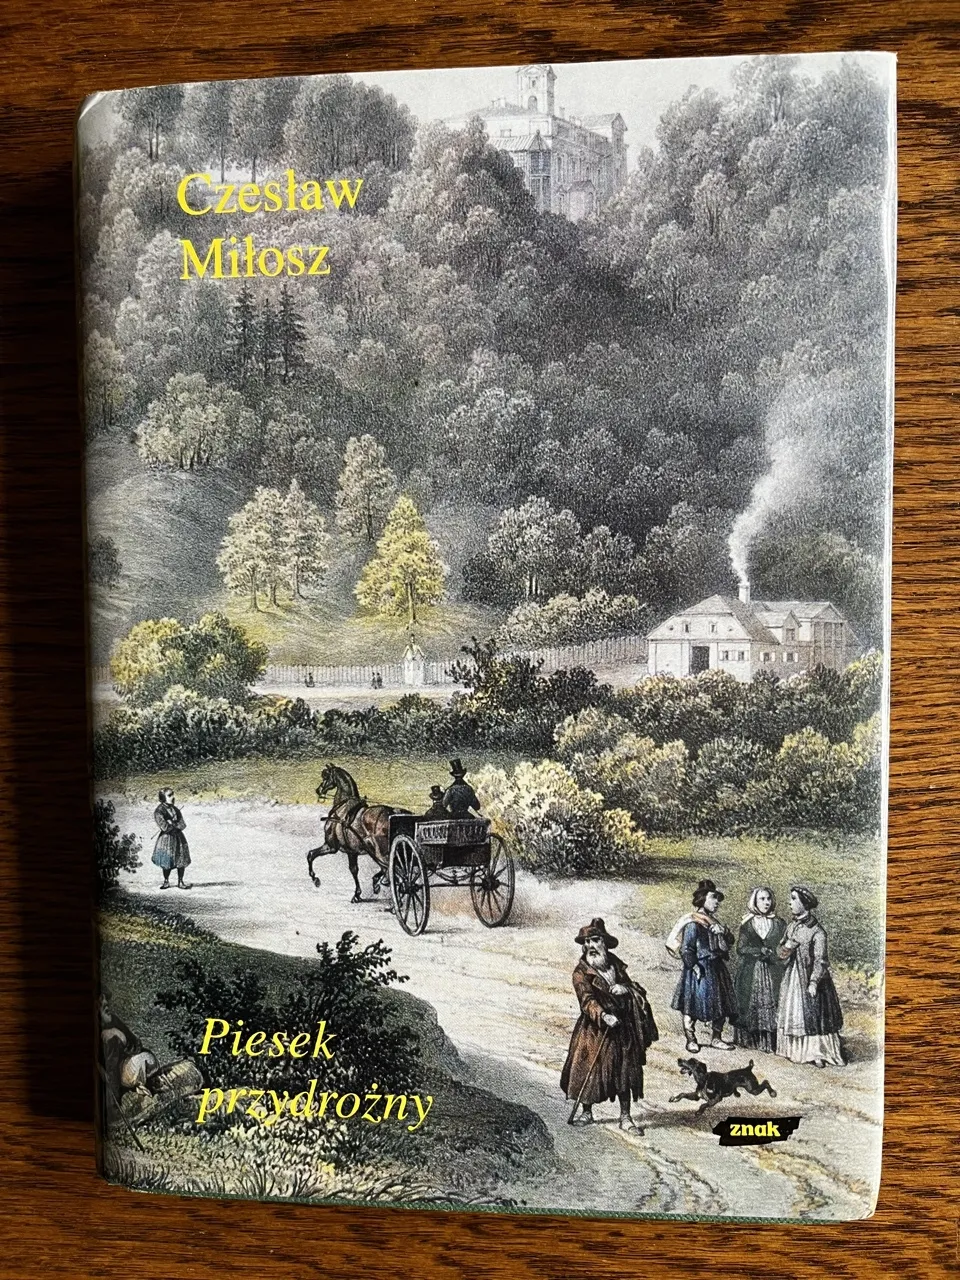 Czesław
Miłosz
Piesek
przydrożny
znak